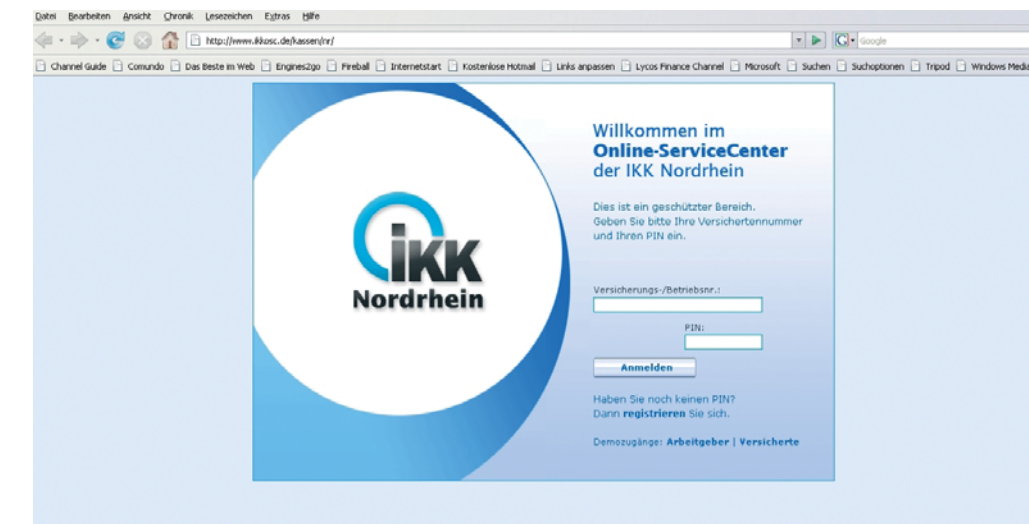 Datei Bearbeiten Ansicht Chronik Lesezeichen Extras Hilfe
http://www.ikkosc.de/kassen/nr/ Google
Channel Guide Comundo Das Beste im Web Engines2go Fireball Internetstart Kostenlose Hotmail Links anpassen Lycos Finance Channel Microsoft Suchen Suchoptionen Tripod Windows Media
Willkommen im
Online-ServiceCenter
der IKK Nordrhein
Dies ist ein geschützter Bereich.
Geben Sie bitte Ihre Versichertennummer
und Ihren PIN ein.
iKK
Nordrhein
Versicherungs-/Betriebsnr.:
PIN:
Anmelden
Haben Sie noch keinen PIN?
Dann registrieren Sie sich.
Demozugänge: Arbeitgeber | Versicherte